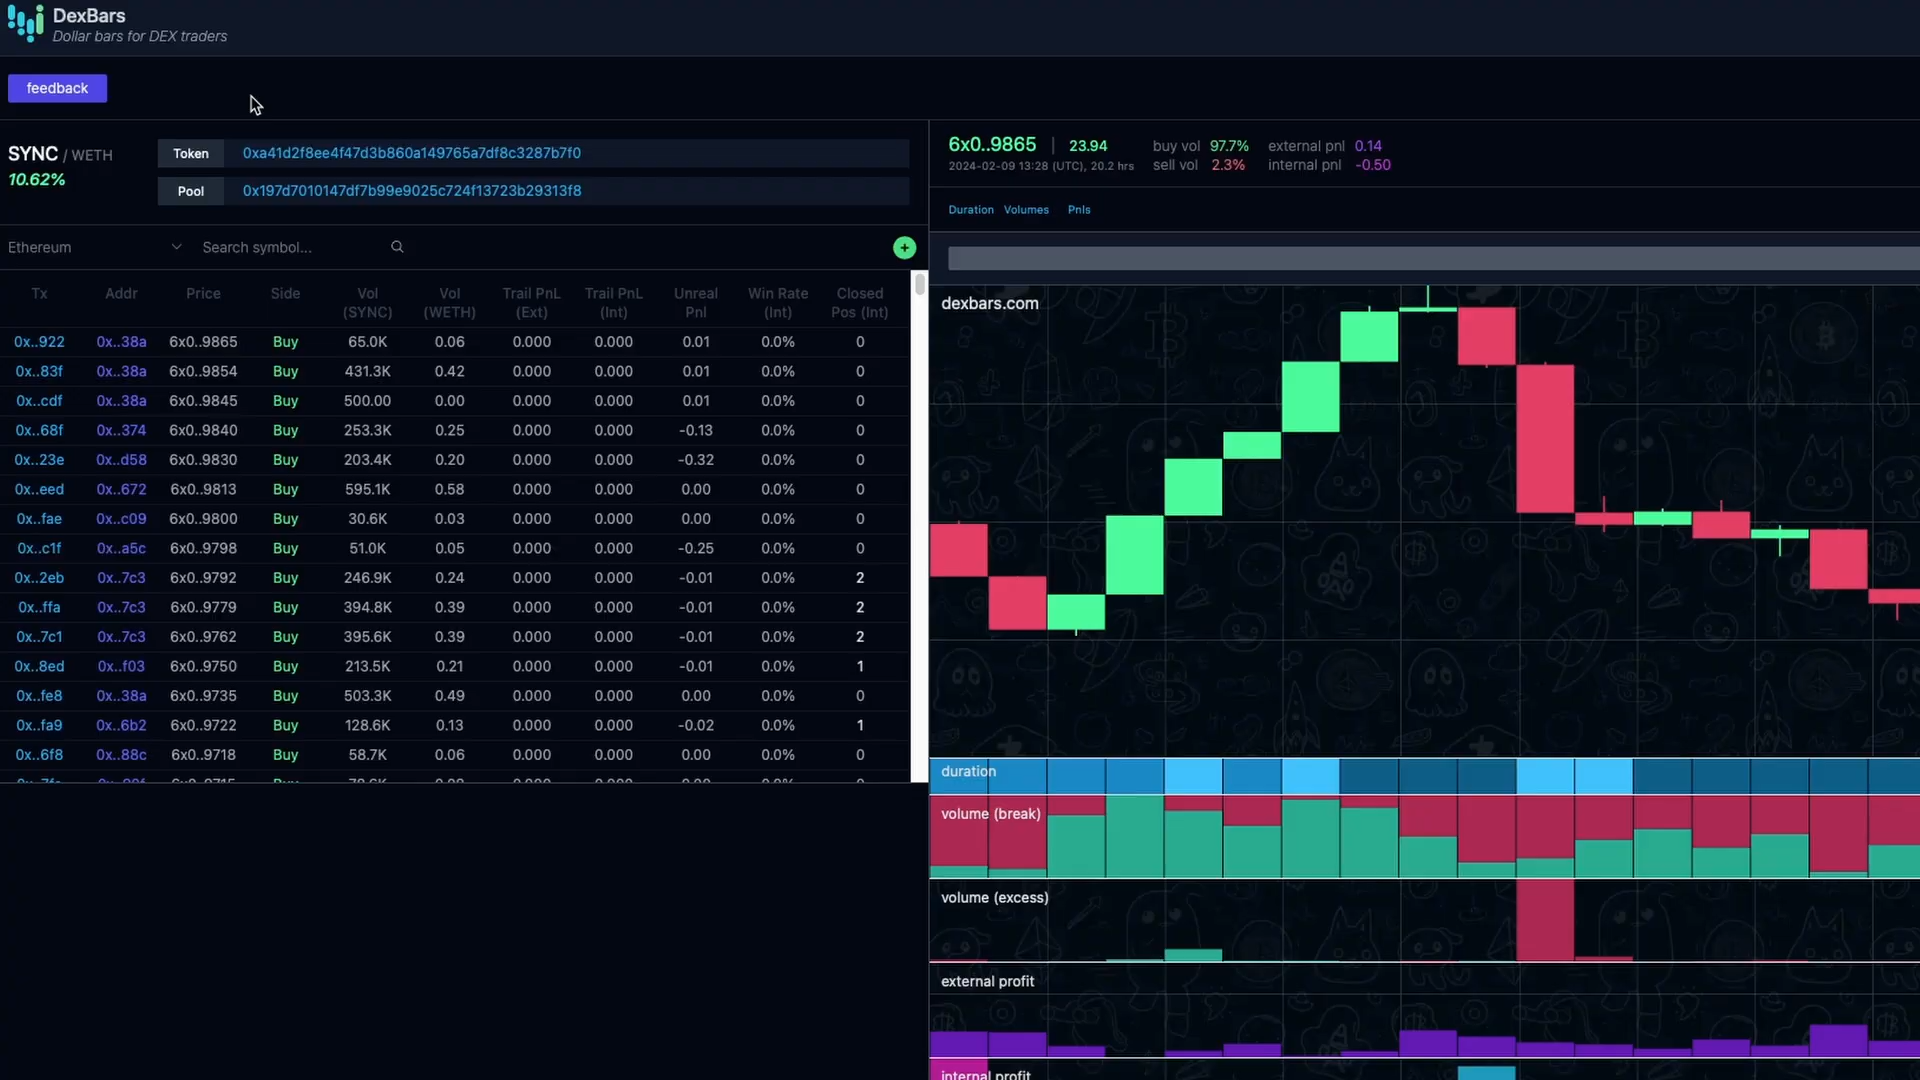 DexBars
Dollar bars for DEX traders
feedback
SYNC / WETH
10.62%
Token 0xa41d2f8ee4f47d3b860a149765a7df8c3287b7f0
Pool 0x197d7010147df7b99e9025c724f13723b29313f8
Ethereum Search symbol...
Tx Addr Price Side Vol (SYNC) Vol (WETH) Trail PnL (Ext) Trail PnL (Int) Unreal Pnl Win Rate (Int) Closed Pos (Int)
0x..922 0x..38a 6x0..9865 Buy 65.0K 0.06 0.000 0.000 0.01 0.0% 0
0x..83f 0x..38a 6x0..9854 Buy 431.3K 0.42 0.000 0.000 0.01 0.0% 0
0x..cdf 0x..38a 6x0..9845 Buy 500.00 0.00 0.000 0.000 0.01 0.0% 0
0x..68f 0x..374 6x0..9840 Buy 253.3K 0.25 0.000 0.000 -0.13 0.0% 0
0x..23e 0x..d58 6x0..9830 Buy 203.4K 0.20 0.000 0.000 -0.32 0.0% 0
0x..eed 0x..672 6x0..9813 Buy 595.1K 0.58 0.000 0.000 0.00 0.0% 0
0x..fae 0x..c09 6x0..9800 Buy 30.6K 0.03 0.000 0.000 0.00 0.0% 0
0x..c1f 0x..a5c 6x0..9798 Buy 51.0K 0.05 0.000 0.000 -0.25 0.0% 0
0x..2eb 0x..7c3 6x0..9792 Buy 246.9K 0.24 0.000 0.000 -0.01 0.0% 2
0x..ffa 0x..7c3 6x0..9779 Buy 394.8K 0.39 0.000 0.000 -0.01 0.0% 2
0x..7c1 0x..7c3 6x0..9762 Buy 395.6K 0.39 0.000 0.000 -0.01 0.0% 2
0x..8ed 0x..f03 6x0..9750 Buy 213.5K 0.21 0.000 0.000 -0.01 0.0% 1
0x..fe8 0x..38a 6x0..9735 Buy 503.3K 0.49 0.000 0.000 0.00 0.0% 0
0x..fa9 0x..6b2 6x0..9722 Buy 128.6K 0.13 0.000 0.000 -0.02 0.0% 1
0x..6f8 0x..88c 6x0..9718 Buy 58.7K 0.06 0.000 0.000 0.00 0.0% 0
6x0..9865 | 23.94 buy vol 97.7% external pnl 0.14
2024-02-09 13:28 (UTC), 20.2 hrs sell vol 2.3% internal pnl -0.50
Duration Volumes Pnls
dexbars.com
duration
volume (break)
volume (excess)
external profit
internal profit